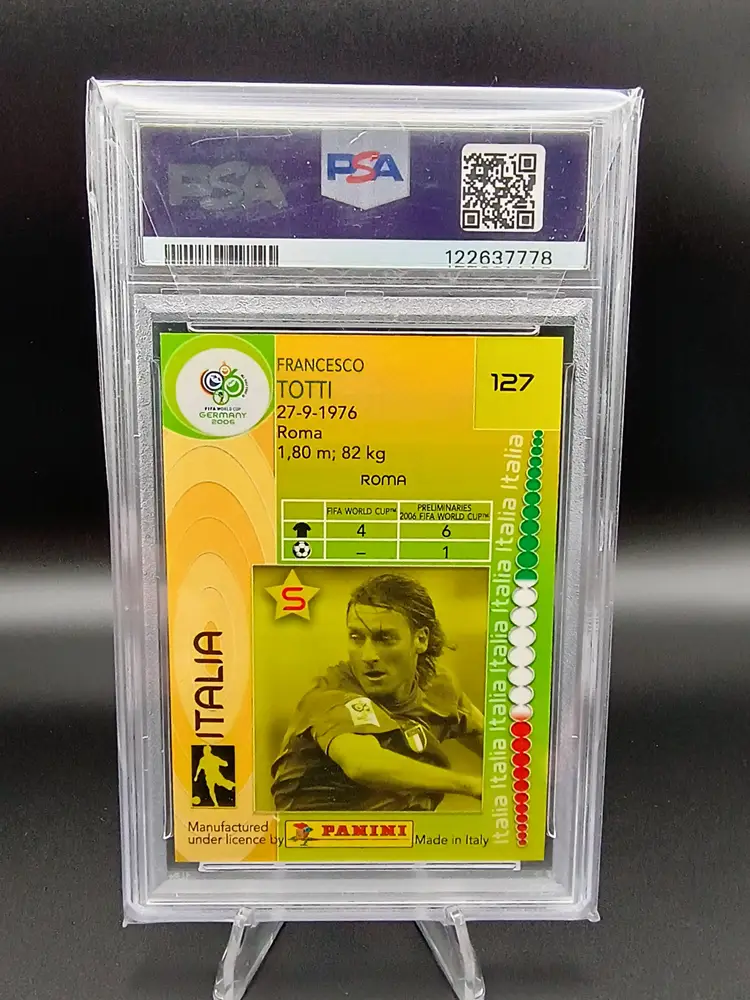 PSA
PSA
122637778
FRANCESCO
TOTTI
27-9-1976
Roma
1,80 m; 82 kg
127
FIFA WORLD CUP
GERMANY
2006
ROMA
FIFA WORLD CUP™
PRELIMINARIES
2006 FIFA WORLD CUP™
4
6
–
1
S
ITALIA
Italia Italia Italia Italia Italia Italia
Manufactured
under licence by
PANINI
Made in Italy